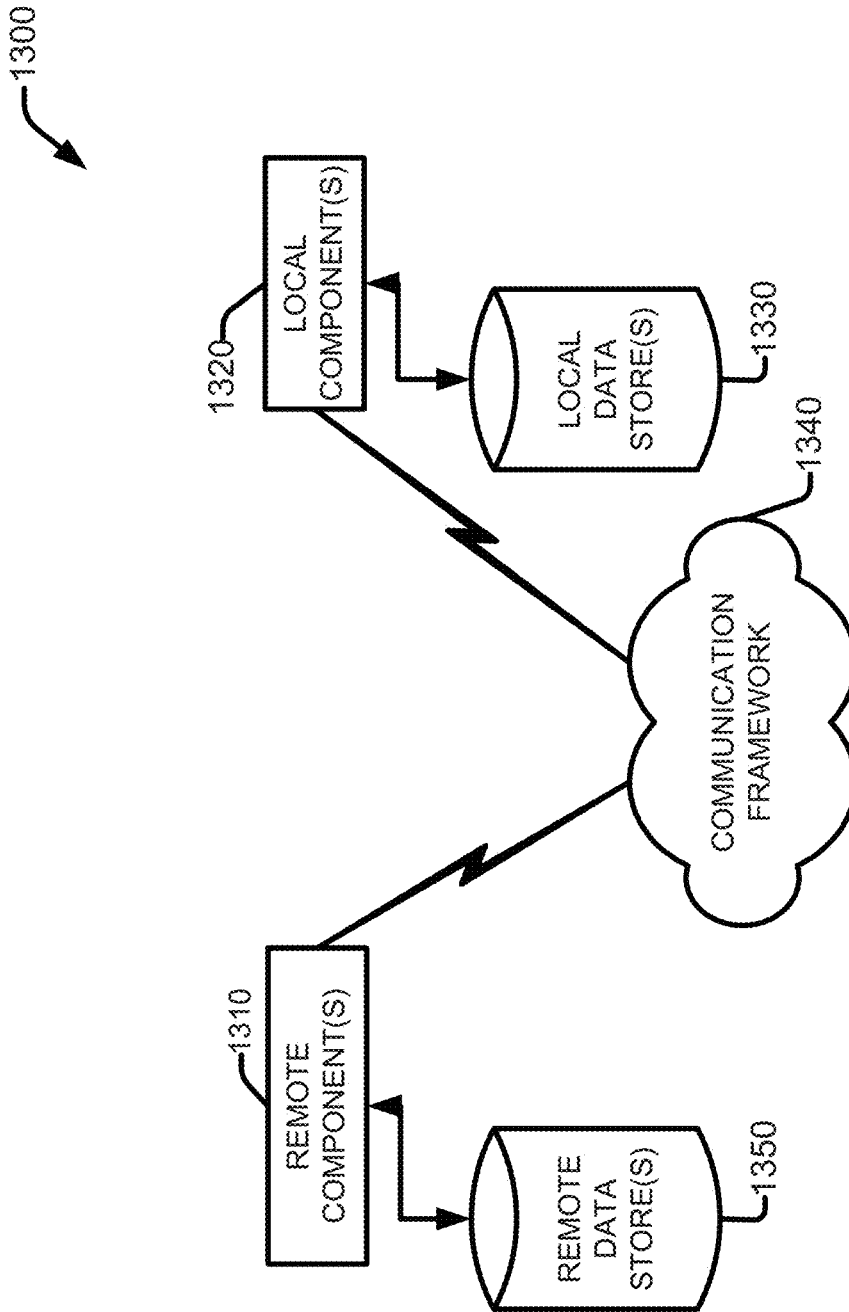 1300
1310
REMOTE
COMPONENT(S)
1320
LOCAL
COMPONENT(S)
REMOTE
DATA
STORE(S)
1350
COMMUNICATION
FRAMEWORK
1340
LOCAL
DATA
STORE(S)
1330